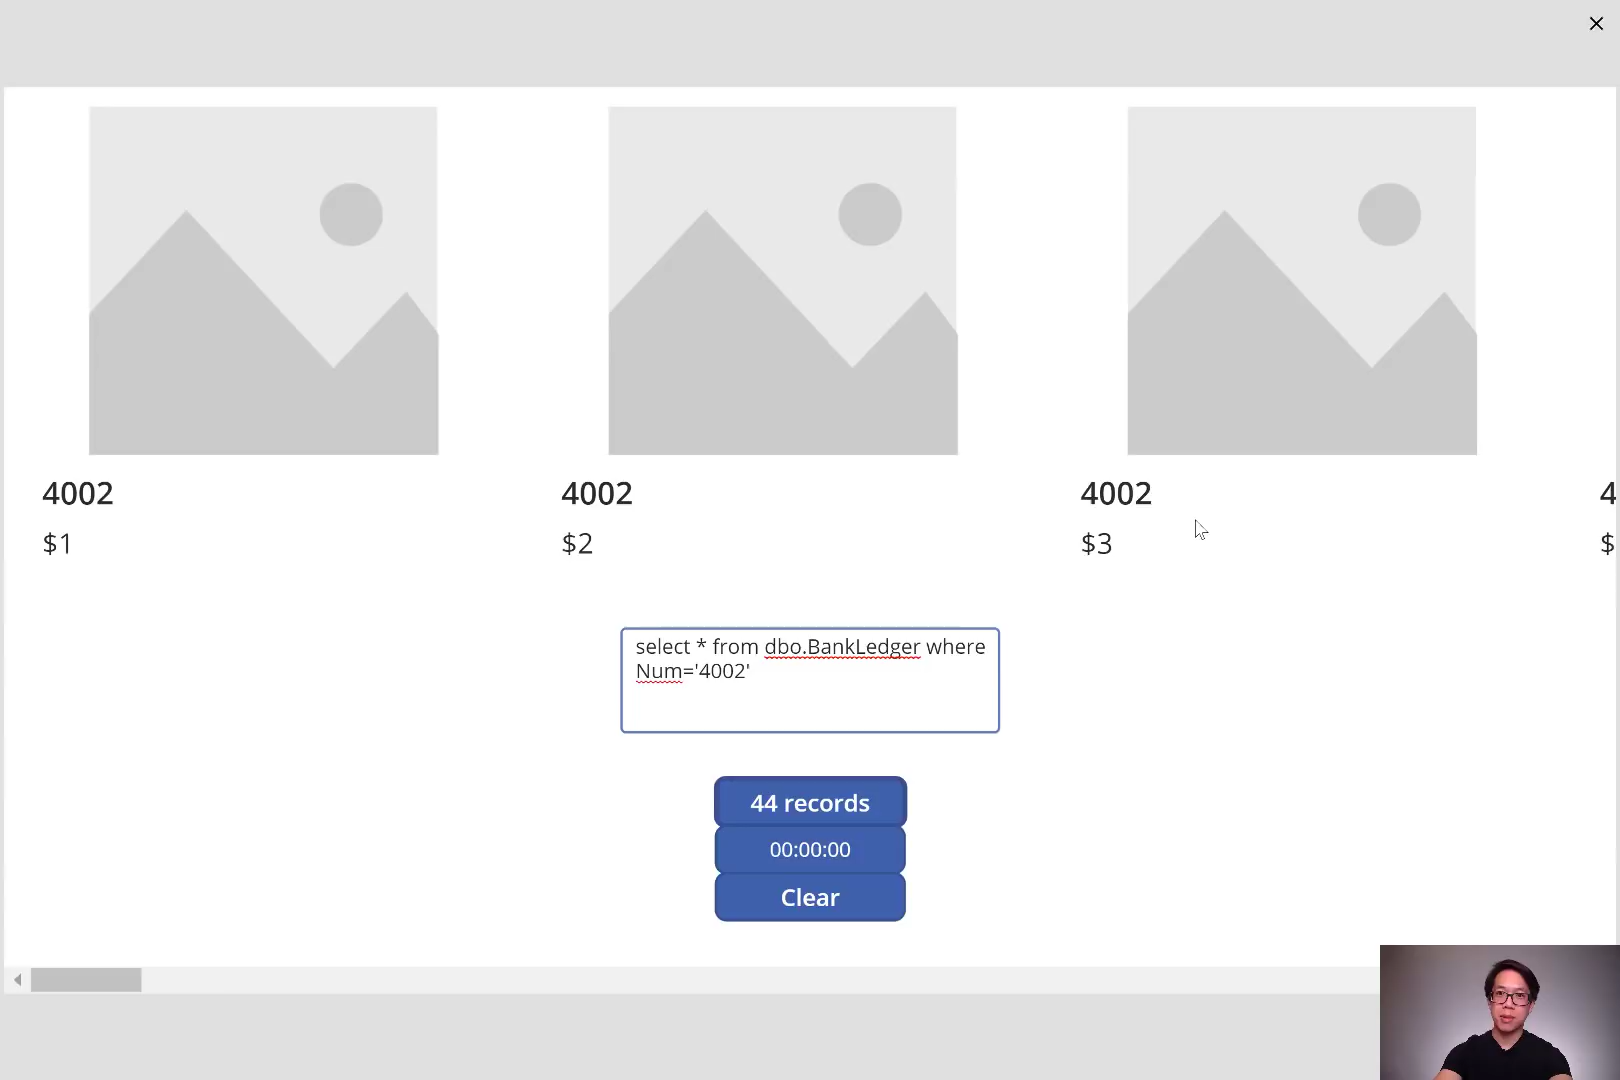 4002
$1
4002
$2
4002
$3
4
$
select * from dbo.BankLedger where
Num='4002'
44 records
00:00:00
Clear